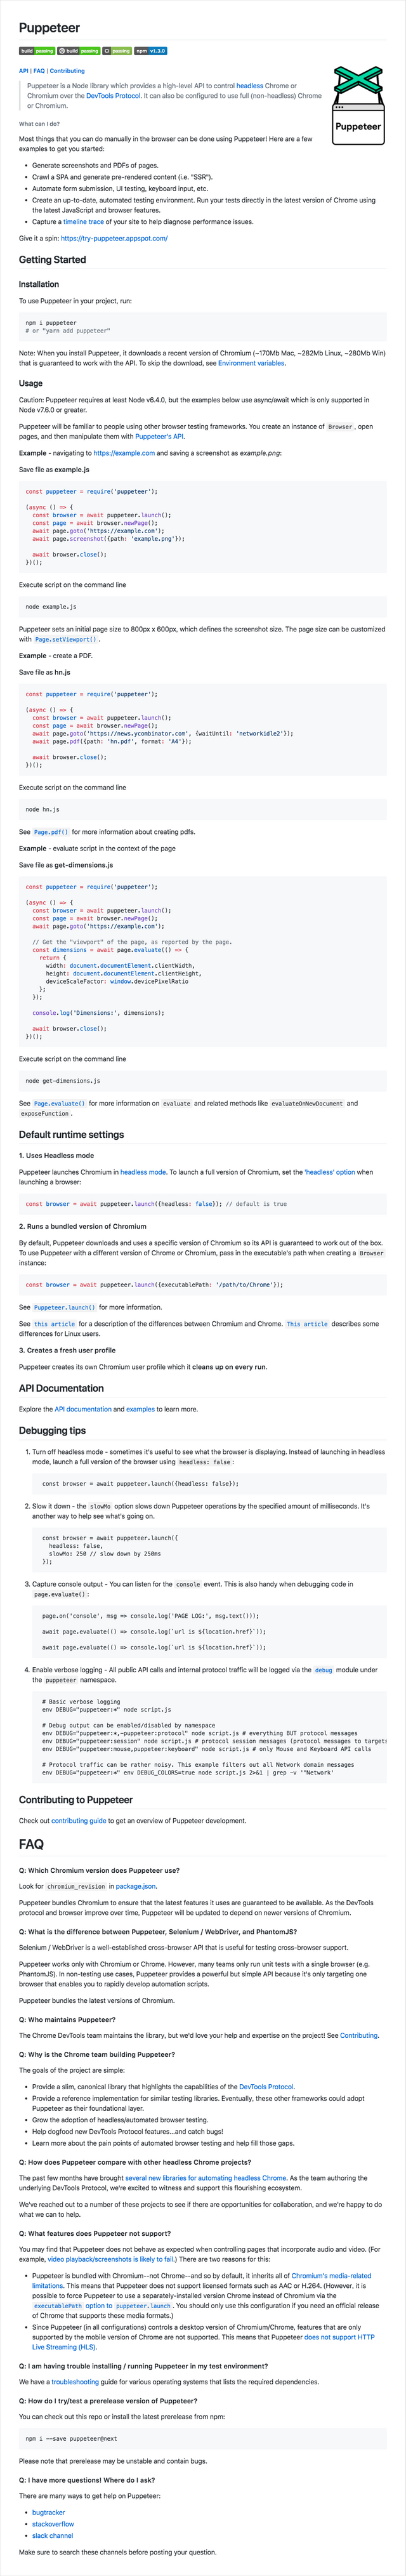 Puppeteer
build passing build passing CI passing npm v1.3.0
API | FAQ | Contributing
Puppeteer is a Node library which provides a high-level API to control headless Chrome or
Chromium over the DevTools Protocol. It can also be configured to use full (non-headless) Chrome
or Chromium.
Puppeteer
What can I do?
Most things that you can do manually in the browser can be done using Puppeteer! Here are a few
examples to get you started:
• Generate screenshots and PDFs of pages.
• Crawl a SPA and generate pre-rendered content (i.e. "SSR").
• Automate form submission, UI testing, keyboard input, etc.
• Create an up-to-date, automated testing environment. Run your tests directly in the latest version of Chrome using
the latest JavaScript and browser features.
• Capture a timeline trace of your site to help diagnose performance issues.
Give it a spin: https://try-puppeteer.appspot.com/
Getting Started
Installation
To use Puppeteer in your project, run:
npm i puppeteer
# or "yarn add puppeteer"
Note: When you install Puppeteer, it downloads a recent version of Chromium (~170Mb Mac, ~282Mb Linux, ~280Mb Win)
that is guaranteed to work with the API. To skip the download, see Environment variables.
Usage
Caution: Puppeteer requires at least Node v6.4.0, but the examples below use async/await which is only supported in
Node v7.6.0 or greater.
Puppeteer will be familiar to people using other browser testing frameworks. You create an instance of Browser, open
pages, and then manipulate them with Puppeteer's API.
Example - navigating to https://example.com and saving a screenshot as example.png:
Save file as example.js
const puppeteer = require('puppeteer');
(async () => {
const browser = await puppeteer.launch();
const page = await browser.newPage();
await page.goto('https://example.com');
await page.screenshot({path: 'example.png'});
await browser.close();
})();
Execute script on the command line
node example.js
Puppeteer sets an initial page size to 800px x 600px, which defines the screenshot size. The page size can be customized
with Page.setViewport() .
Example - create a PDF.
Save file as hn.js
const puppeteer = require('puppeteer');
(async () => {
const browser = await puppeteer.launch();
const page = await browser.newPage();
await page.goto('https://news.ycombinator.com', {waitUntil: 'networkidle2'});
await page.pdf({path: 'hn.pdf', format: 'A4'});
await browser.close();
})();
Execute script on the command line
node hn.js
See Page.pdf() for more information about creating pdfs.
Example - evaluate script in the context of the page
Save file as get-dimensions.js
const puppeteer = require('puppeteer');
(async () => {
const browser = await puppeteer.launch();
const page = await browser.newPage();
await page.goto('https://example.com');
// Get the "viewport" of the page, as reported by the page.
const dimensions = await page.evaluate(() => {
return {
width: document.documentElement.clientWidth,
height: document.documentElement.clientHeight,
deviceScaleFactor: window.devicePixelRatio
};
});
console.log('Dimensions:', dimensions);
await browser.close();
})();
Execute script on the command line
node get-dimensions.js
See Page.evaluate() for more information on evaluate and related methods like evaluateOnNewDocument and
exposeFunction .
Default runtime settings
1. Uses Headless mode
Puppeteer launches Chromium in headless mode. To launch a full version of Chromium, set the 'headless' option when
launching a browser:
const browser = await puppeteer.launch({headless: false}); // default is true
2. Runs a bundled version of Chromium
By default, Puppeteer downloads and uses a specific version of Chromium so its API is guaranteed to work out of the box.
To use Puppeteer with a different version of Chrome or Chromium, pass in the executable's path when creating a Browser
instance:
const browser = await puppeteer.launch({executablePath: '/path/to/Chrome'});
See Puppeteer.launch() for more information.
See this article for a description of the differences between Chromium and Chrome. This article describes some
differences for Linux users.
3. Creates a fresh user profile
Puppeteer creates its own Chromium user profile which it cleans up on every run.
API Documentation
Explore the API documentation and examples to learn more.
Debugging tips
1. Turn off headless mode - sometimes it's useful to see what the browser is displaying. Instead of launching in headless
mode, launch a full version of the browser using headless: false :
const browser = await puppeteer.launch({headless: false});
2. Slow it down - the slowMo option slows down Puppeteer operations by the specified amount of milliseconds. It's
another way to help see what's going on.
const browser = await puppeteer.launch({
headless: false,
slowMo: 250 // slow down by 250ms
});
3. Capture console output - You can listen for the console event. This is also handy when debugging code in
page.evaluate() :
page.on('console', msg => console.log('PAGE LOG:', msg.text()));
await page.evaluate(() => console.log(`url is ${location.href}`));
await page.evaluate(() => console.log(`url is ${location.href}`));
4. Enable verbose logging - All public API calls and internal protocol traffic will be logged via the debug module under
the puppeteer namespace.
# Basic verbose logging
env DEBUG="puppeteer:*" node script.js
# Debug output can be enabled/disabled by namespace
env DEBUG="puppeteer:*,-puppeteer:protocol" node script.js # everything BUT protocol messages
env DEBUG="puppeteer:session" node script.js # protocol session messages (protocol messages to targets
env DEBUG="puppeteer:mouse,puppeteer:keyboard" node script.js # only Mouse and Keyboard API calls
# Protocol traffic can be rather noisy. This example filters out all Network domain messages
env DEBUG="puppeteer:*" env DEBUG_COLORS=true node script.js 2>&1 | grep -v '"Network'
Contributing to Puppeteer
Check out contributing guide to get an overview of Puppeteer development.
FAQ
Q: Which Chromium version does Puppeteer use?
Look for chromium_revision in package.json.
Puppeteer bundles Chromium to ensure that the latest features it uses are guaranteed to be available. As the DevTools
protocol and browser improve over time, Puppeteer will be updated to depend on newer versions of Chromium.
Q: What is the difference between Puppeteer, Selenium / WebDriver, and PhantomJS?
Selenium / WebDriver is a well-established cross-browser API that is useful for testing cross-browser support.
Puppeteer works only with Chromium or Chrome. However, many teams only run unit tests with a single browser (e.g.
PhantomJS). In non-testing use cases, Puppeteer provides a powerful but simple API because it's only targeting one
browser that enables you to rapidly develop automation scripts.
Puppeteer bundles the latest versions of Chromium.
Q: Who maintains Puppeteer?
The Chrome DevTools team maintains the library, but we'd love your help and expertise on the project! See Contributing.
Q: Why is the Chrome team building Puppeteer?
The goals of the project are simple:
• Provide a slim, canonical library that highlights the capabilities of the DevTools Protocol.
• Provide a reference implementation for similar testing libraries. Eventually, these other frameworks could adopt
Puppeteer as their foundational layer.
• Grow the adoption of headless/automated browser testing.
• Help dogfood new DevTools Protocol features...and catch bugs!
• Learn more about the pain points of automated browser testing and help fill those gaps.
Q: How does Puppeteer compare with other headless Chrome projects?
The past few months have brought several new libraries for automating headless Chrome. As the team authoring the
underlying DevTools Protocol, we're excited to witness and support this flourishing ecosystem.
We've reached out to a number of these projects to see if there are opportunities for collaboration, and we're happy to do
what we can to help.
Q: What features does Puppeteer not support?
You may find that Puppeteer does not behave as expected when controlling pages that incorporate audio and video. (For
example, video playback/screenshots is likely to fail.) There are two reasons for this:
• Puppeteer is bundled with Chromium--not Chrome--and so by default, it inherits all of Chromium's media-related
limitations. This means that Puppeteer does not support licensed formats such as AAC or H.264. (However, it is
possible to force Puppeteer to use a separately-installed version Chrome instead of Chromium via the
executablePath option to puppeteer.launch . You should only use this configuration if you need an official release
of Chrome that supports these media formats.)
• Since Puppeteer (in all configurations) controls a desktop version of Chromium/Chrome, features that are only
supported by the mobile version of Chrome are not supported. This means that Puppeteer does not support HTTP
Live Streaming (HLS).
Q: I am having trouble installing / running Puppeteer in my test environment?
We have a troubleshooting guide for various operating systems that lists the required dependencies.
Q: How do I try/test a prerelease version of Puppeteer?
You can check out this repo or install the latest prerelease from npm:
npm i --save puppeteer@next
Please note that prerelease may be unstable and contain bugs.
Q: I have more questions! Where do I ask?
There are many ways to get help on Puppeteer:
• bugtracker
• stackoverflow
• slack channel
Make sure to search these channels before posting your question.